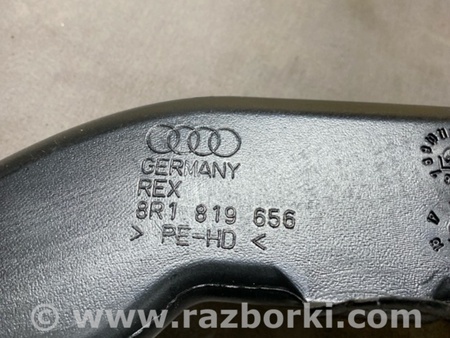 GERMANY
REX
8R1 819 656
> PE-HD <
www.razborki.com